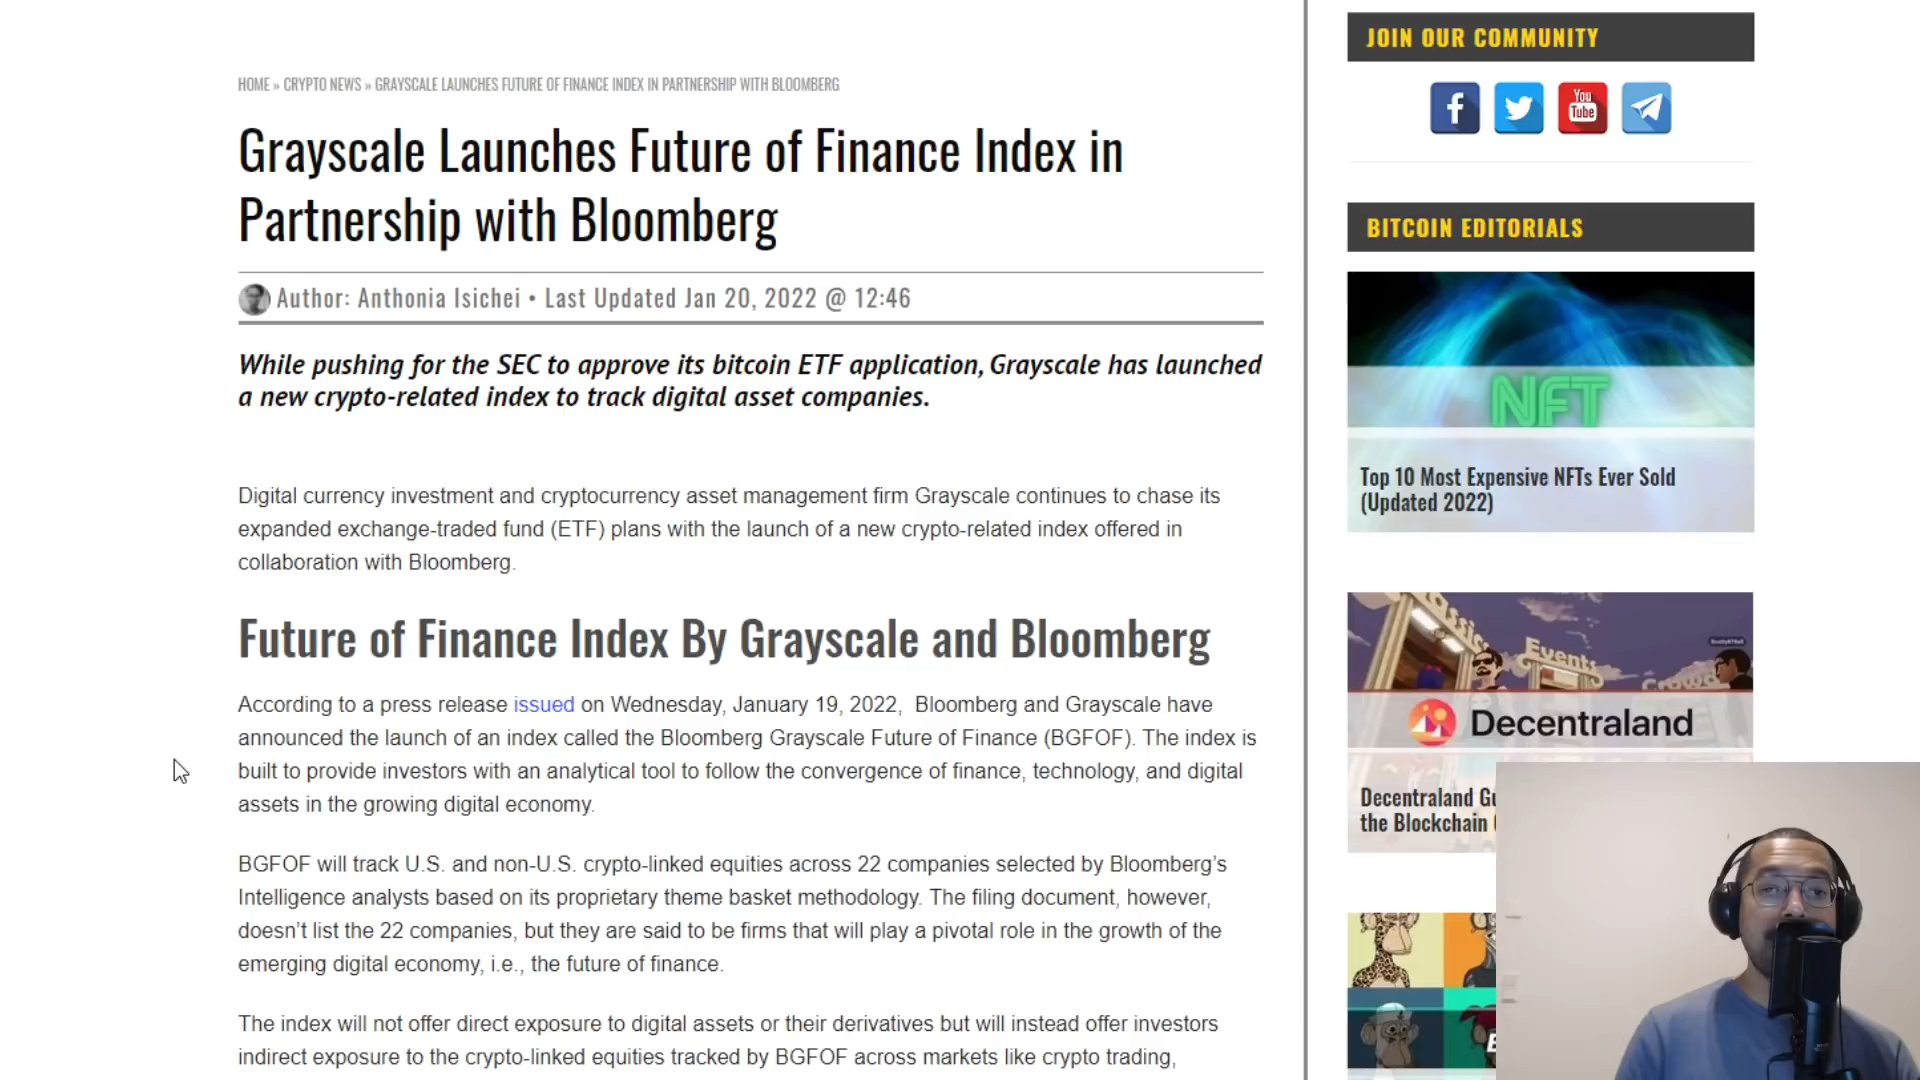 HOME » CRYPTO NEWS » GRAYSCALE LAUNCHES FUTURE OF FINANCE INDEX IN PARTNERSHIP WITH BLOOMBERG
Grayscale Launches Future of Finance Index in
Partnership with Bloomberg
Author: Anthonia Isichei • Last Updated Jan 20, 2022 @ 12:46
While pushing for the SEC to approve its bitcoin ETF application, Grayscale has launched
a new crypto-related index to track digital asset companies.
Digital currency investment and cryptocurrency asset management firm Grayscale continues to chase its
expanded exchange-traded fund (ETF) plans with the launch of a new crypto-related index offered in
collaboration with Bloomberg.
Future of Finance Index By Grayscale and Bloomberg
According to a press release issued on Wednesday, January 19, 2022,  Bloomberg and Grayscale have
announced the launch of an index called the Bloomberg Grayscale Future of Finance (BGFOF). The index is
built to provide investors with an analytical tool to follow the convergence of finance, technology, and digital
assets in the growing digital economy.
BGFOF will track U.S. and non-U.S. crypto-linked equities across 22 companies selected by Bloomberg’s
Intelligence analysts based on its proprietary theme basket methodology. The filing document, however,
doesn’t list the 22 companies, but they are said to be firms that will play a pivotal role in the growth of the
emerging digital economy, i.e., the future of finance.
The index will not offer direct exposure to digital assets or their derivatives but will instead offer investors
indirect exposure to the crypto-linked equities tracked by BGFOF across markets like crypto trading,
JOIN OUR COMMUNITY
You
Tube
BITCOIN EDITORIALS
NFT
Top 10 Most Expensive NFTs Ever Sold
(Updated 2022)
Events
Decentraland
Decentraland
the Blockchain